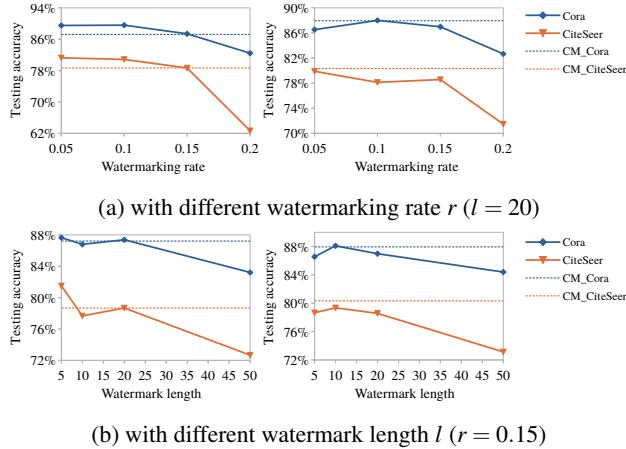 94%
86%
78%
70%
62%
Testing accuracy
0.05 0.1 0.15 0.2
Watermarking rate
90%
86%
82%
78%
74%
70%
Testing accuracy
0.05 0.1 0.15 0.2
Watermarking rate
Cora
CiteSeer
CM_Cora
CM_CiteSeer
(a) with different watermarking rate r (l = 20)
88%
84%
80%
76%
72%
Testing accuracy
5 10 15 20 25 30 35 40 45 50
Watermark length
88%
84%
80%
76%
72%
Testing accuracy
5 10 15 20 25 30 35 40 45 50
Watermark length
Cora
CiteSeer
CM_Cora
CM_CiteSeer
(b) with different watermark length l (r = 0.15)